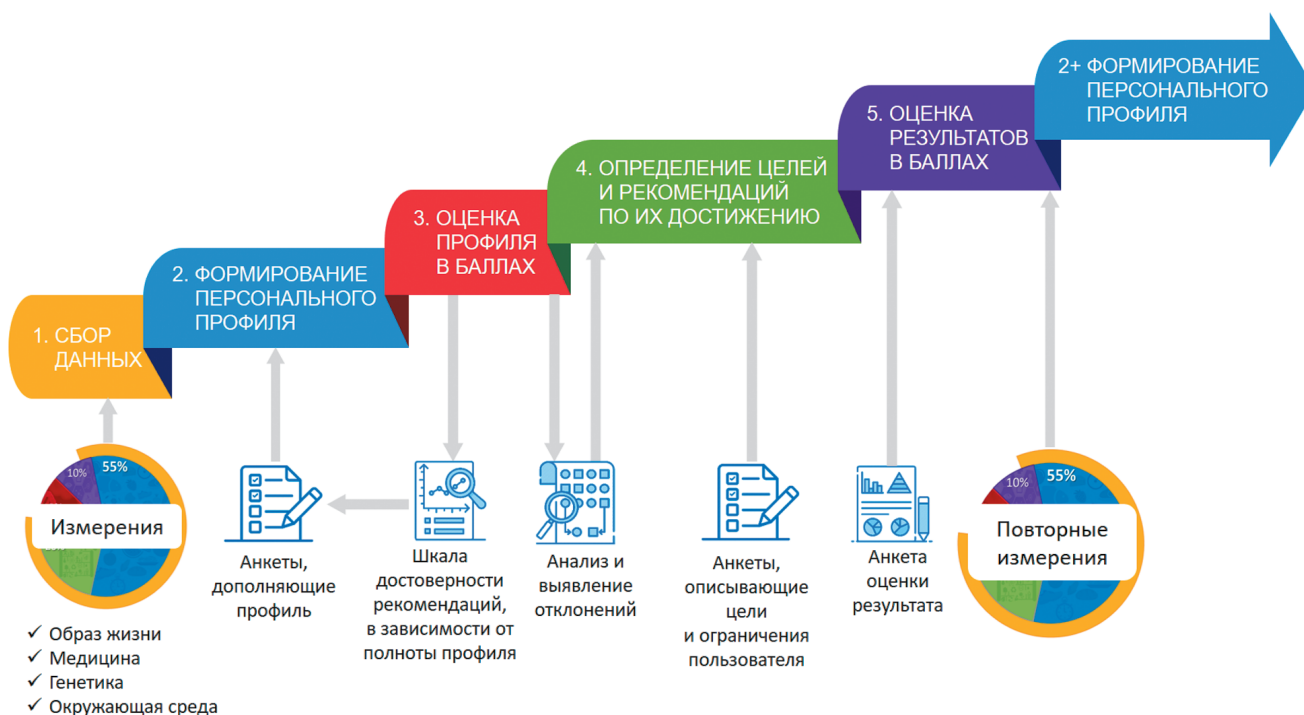 1. СБОР
ДАННЫХ
2. ФОРМИРОВАНИЕ
ПЕРСОНАЛЬНОГО
ПРОФИЛЯ
3. ОЦЕНКА
ПРОФИЛЯ
В БАЛЛАХ
4. ОПРЕДЕЛЕНИЕ ЦЕЛЕЙ
И РЕКОМЕНДАЦИЙ
ПО ИХ ДОСТИЖЕНИЮ
5. ОЦЕНКА
РЕЗУЛЬТАТОВ
В БАЛЛАХ
2+ ФОРМИРОВАНИЕ
ПЕРСОНАЛЬНОГО
ПРОФИЛЯ
10%
55%
Измерения
✓ Образ жизни
✓ Медицина
✓ Генетика
✓ Окружающая среда
Анкеты,
дополняющие
профиль
Шкала
достоверности
рекомендаций,
в зависимости от
полноты профиля
Анализ и
выявление
отклонений
Анкеты,
описывающие
цели
и ограничения
пользователя
Анкета
оценки
результата
10%
55%
Повторные
измерения